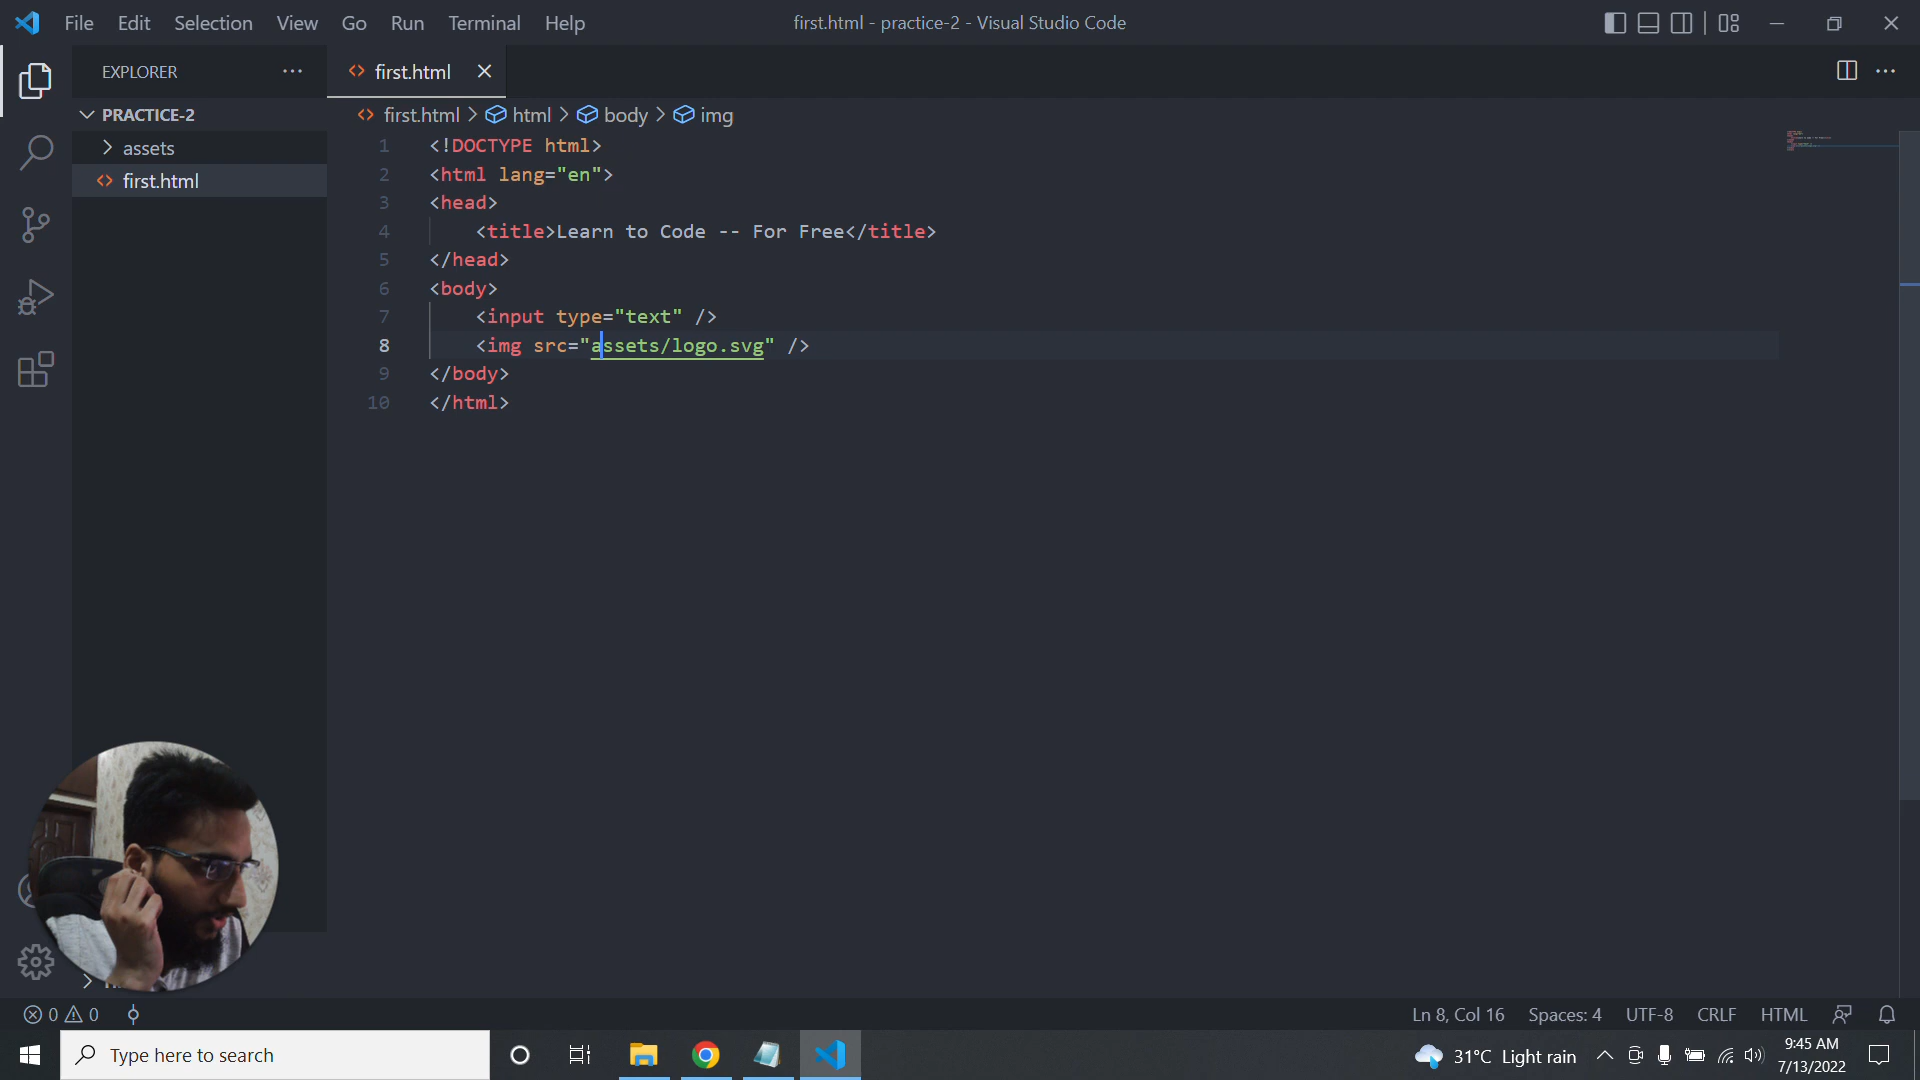 File Edit Selection View Go Run Terminal Help
first.html - practice-2 - Visual Studio Code
EXPLORER
first.html
PRACTICE-2
assets
first.html
first.html > html > body > img
1 <!DOCTYPE html>
2 <html lang="en">
3 <head>
4 <title>Learn to Code -- For Free</title>
5 </head>
6 <body>
7 <input type="text" />
8 <img src="assets/logo.svg" />
9 </body>
10 </html>
0 0
Ln 8, Col 16 Spaces: 4 UTF-8 CRLF HTML
Type here to search
31°C Light rain
9:45 AM
7/13/2022